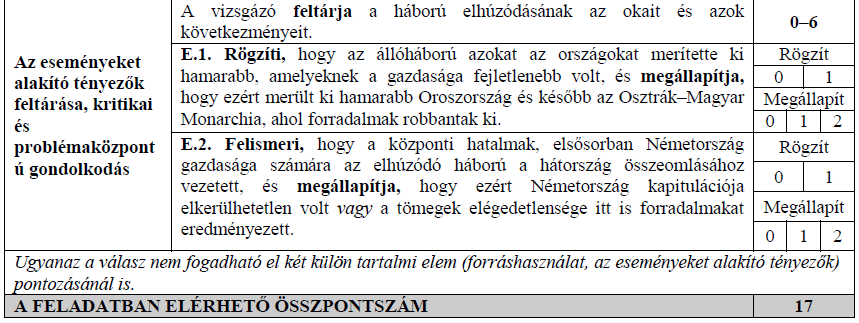 A vizsgázó feltárja a háború elhúzódásának az okait és azok
következményeit.
0–6
Az eseményeket
alakító tényezők
feltárása, kritikai
és
problémaközpont
ú gondolkodás
E.1. Rögzíti, hogy az állóháború azokat az országokat merítette ki
hamarabb, amelyeknek a gazdasága fejletlenebb volt, és megállapítja,
hogy ezért merült ki hamarabb Oroszország és később az Osztrák–Magyar
Monarchia, ahol forradalmak robbantak ki.
Rögzít
0 1
Megállapít
0 1 2
E.2. Felismeri, hogy a központi hatalmak, elsősorban Németország
gazdasága számára az elhúzódó háború a hátország összeomlásához
vezetett, és megállapítja, hogy ezért Németország kapitulációja
elkerülhetetlen volt vagy a tömegek elégedetlensége itt is forradalmakat
eredményezett.
Rögzít
0 1
Megállapít
0 1 2
Ugyanaz a válasz nem fogadható el két külön tartalmi elem (forráshasználat, az eseményeket alakító tényezők)
pontozásánál is.
A FELADATBAN ELÉRHETŐ ÖSSZPONTSZÁM 17